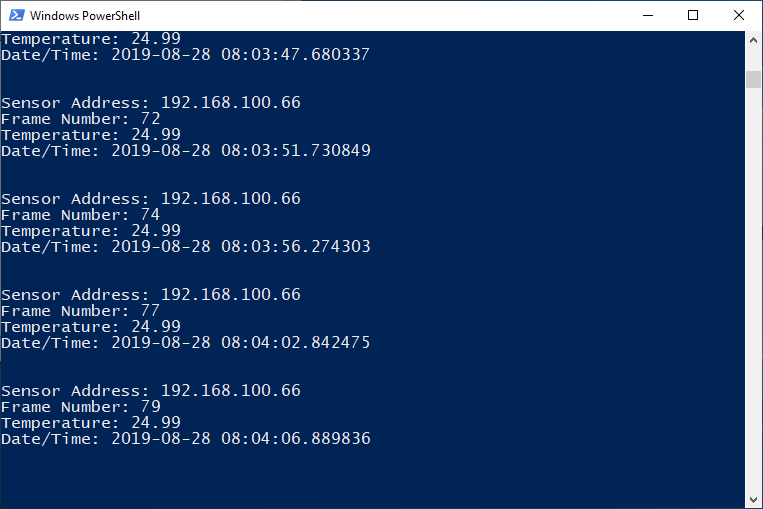 Windows PowerShell
Temperature: 24.99
Date/Time: 2019-08-28 08:03:47.680337
Sensor Address: 192.168.100.66
Frame Number: 72
Temperature: 24.99
Date/Time: 2019-08-28 08:03:51.730849
Sensor Address: 192.168.100.66
Frame Number: 74
Temperature: 24.99
Date/Time: 2019-08-28 08:03:56.274303
Sensor Address: 192.168.100.66
Frame Number: 77
Temperature: 24.99
Date/Time: 2019-08-28 08:04:02.842475
Sensor Address: 192.168.100.66
Frame Number: 79
Temperature: 24.99
Date/Time: 2019-08-28 08:04:06.889836